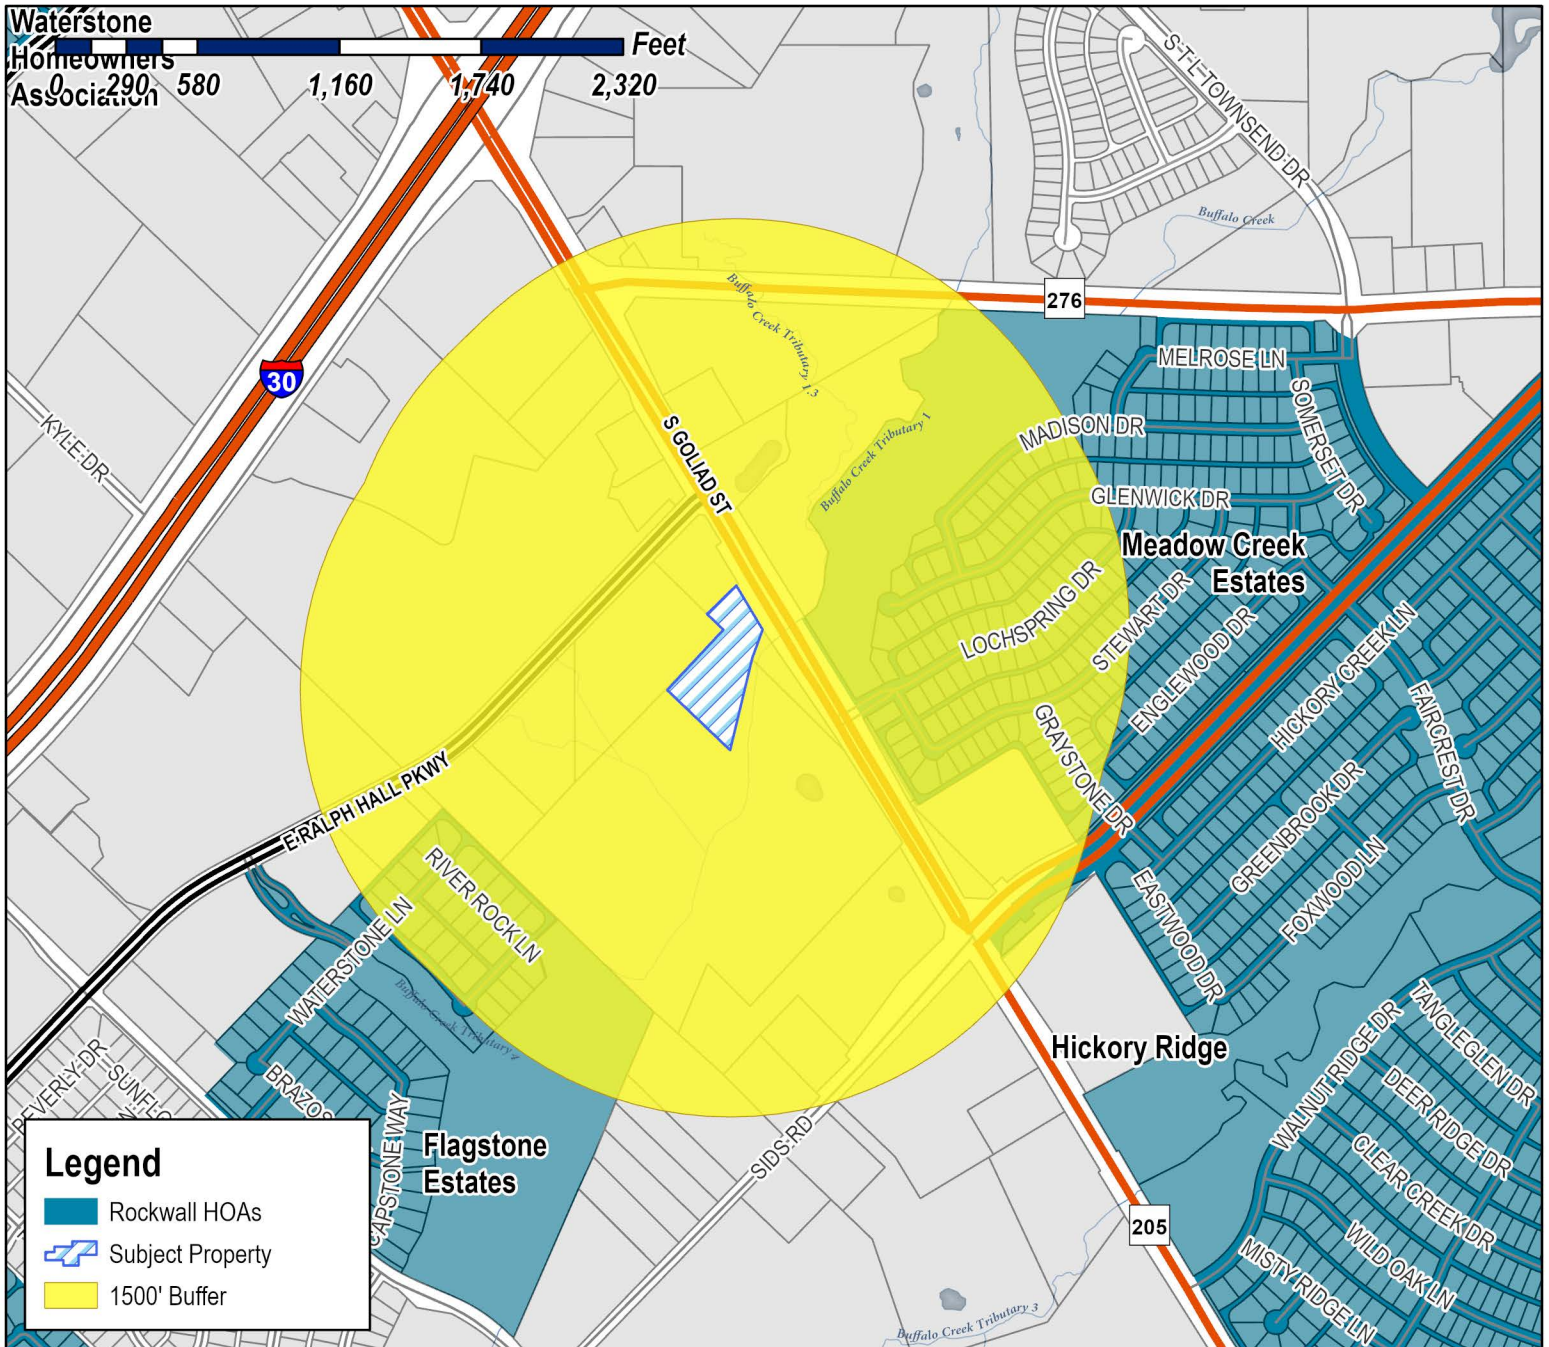 Waterstone
Homeowners
Association
Feet
0 290 580 1,160 1,740 2,320
S T L TOWNSEND DR
Buffalo Creek
276
Buffalo Creek Tributary 1.3
MELROSE LN
30
KYLE DR
S GOLIAD ST
Buffalo Creek Tributary 1
MADISON DR
SOMERSET DR
GLENWICK DR
Meadow Creek
Estates
LOCHSPRING DR
STEWART DR
ENGLEWOOD DR
HICKORY CREEK LN
FAIRCREST DR
GRAYSTONE DR
E RALPH HALL PKWY
GREENBROOK DR
FOXWOOD LN
EASTWOOD DR
RIVER ROCK LN
WATERSTONE LN
Buffalo Creek Tributary
Hickory Ridge
WALNUT RIDGE DR
TANGLEGLEN DR
DEER RIDGE DR
CLEAR CREEK DR
WILD OAK LN
MISTY RIDGE LN
BEVERLY DR
SUNFLO
BRAZOS
CAPSTONE WAY
Flagstone
Estates
SIDS RD
205
Buffalo Creek Tributary 3
Legend
Rockwall HOAs
Subject Property
1500' Buffer